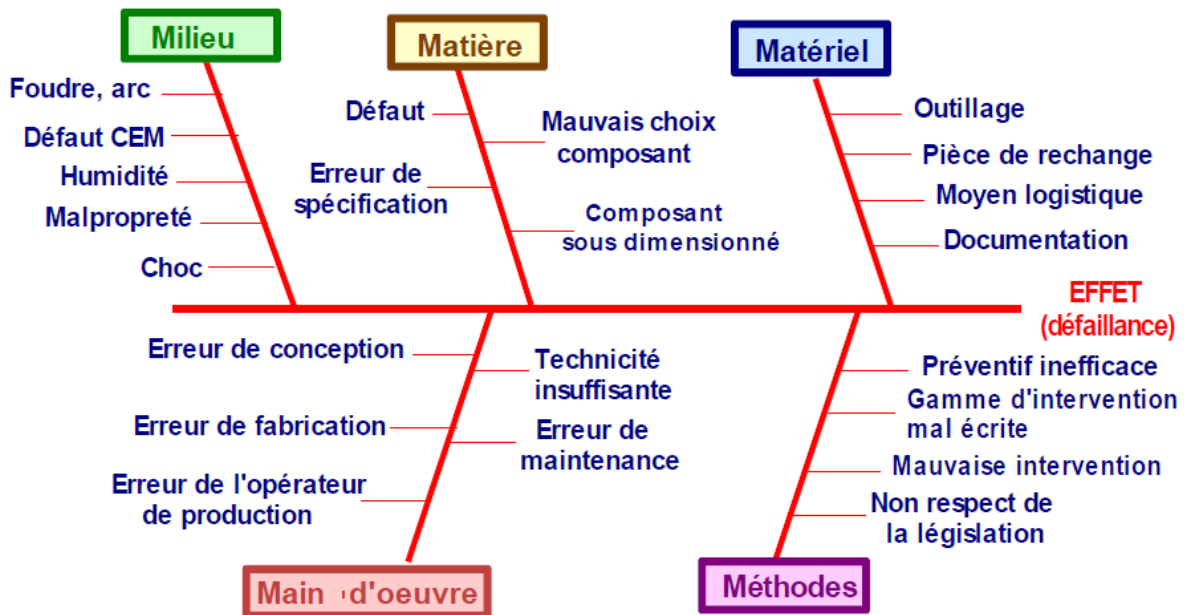 Milieu
Matière
Matériel
Foudre, arc
Défaut CEM
Humidité
Malpropreté
Choc
Défaut
Erreur de
spécification
Mauvais choix
composant
Composant
sous dimensionné
Outillage
Pièce de rechange
Moyen logistique
Documentation
EFFET
(défaillance)
Erreur de conception
Erreur de fabrication
Erreur de l'opérateur
de production
Technicité
insuffisante
Erreur de
maintenance
Préventif inefficace
Gamme d'intervention
mal écrite
Mauvaise intervention
Non respect de
la législation
Main d'oeuvre
Méthodes